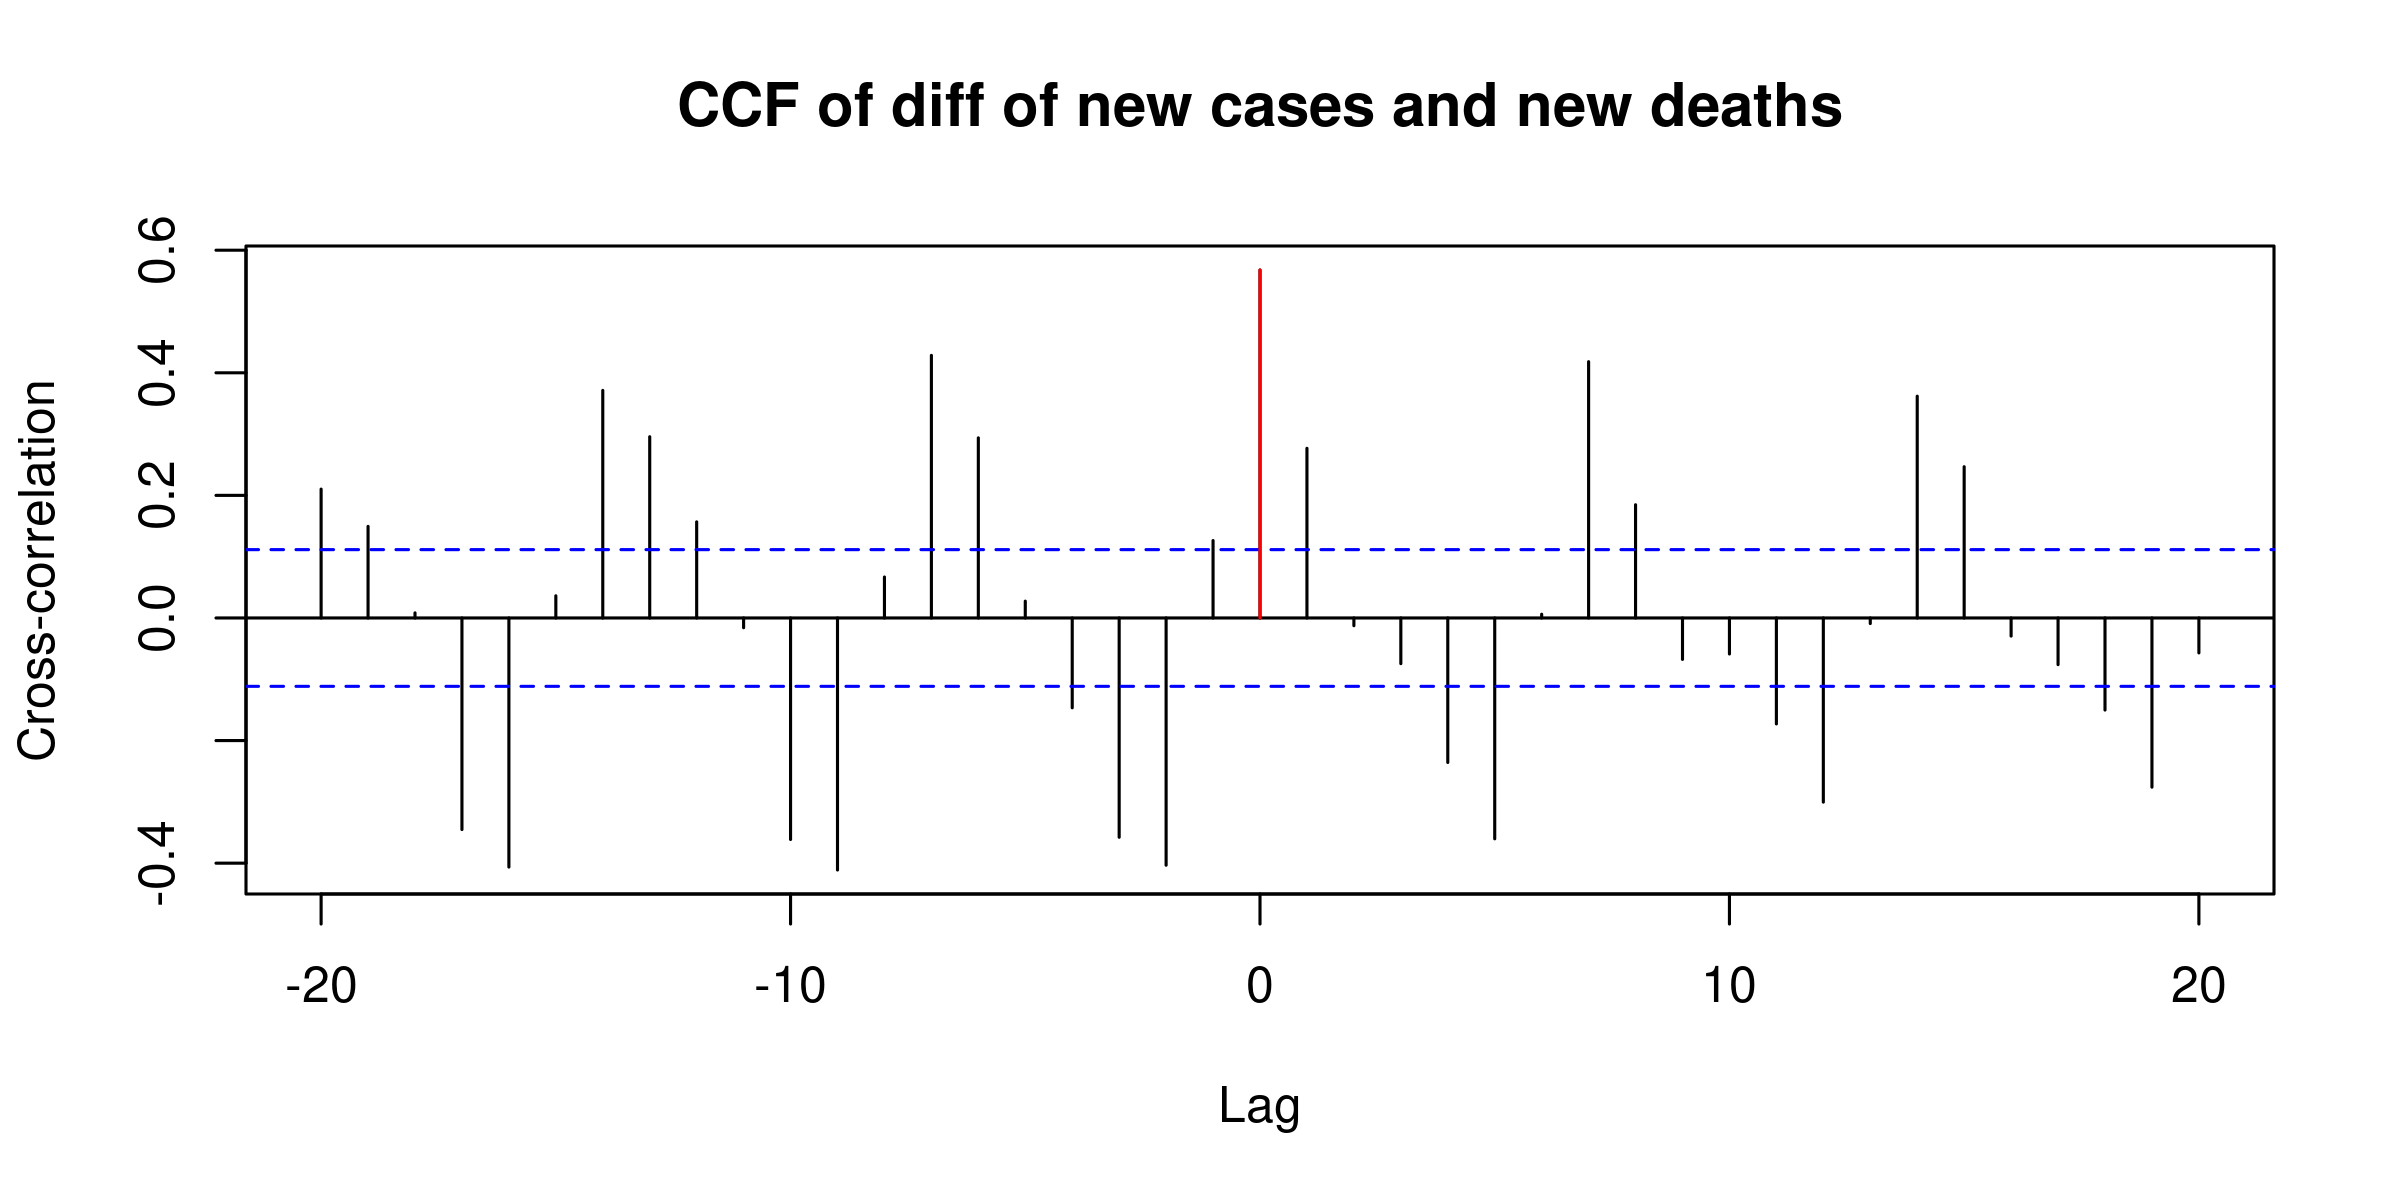 CCF of diff of new cases and new deaths
Cross-correlation
0.6
0.4
0.2
0.0
-0.4
-20 -10 0 10 20
Lag